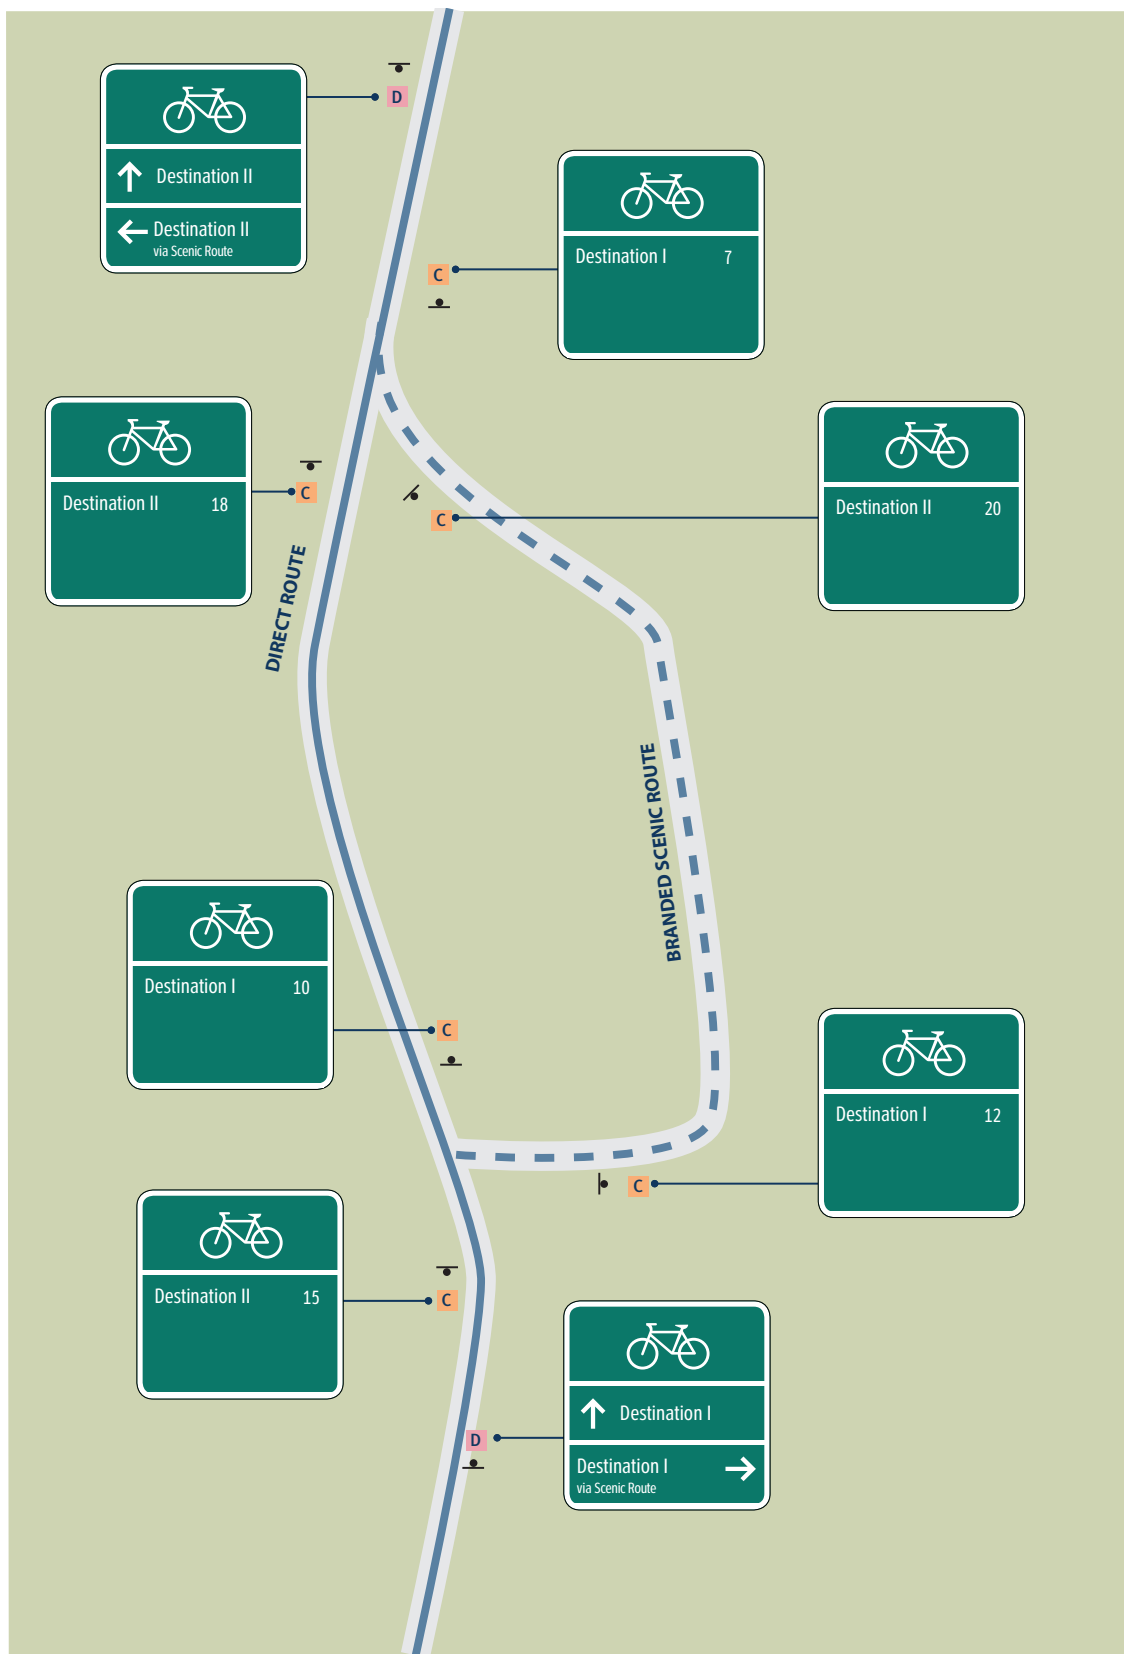 D
Destination II
Destination II
via Scenic Route
C
Destination I 7
Destination II 18
C
C
Destination II 20
DIRECT ROUTE
BRANDED SCENIC ROUTE
Destination I 10
C
Destination I 12
C
Destination II 15
C
D
Destination I
Destination I
via Scenic Route